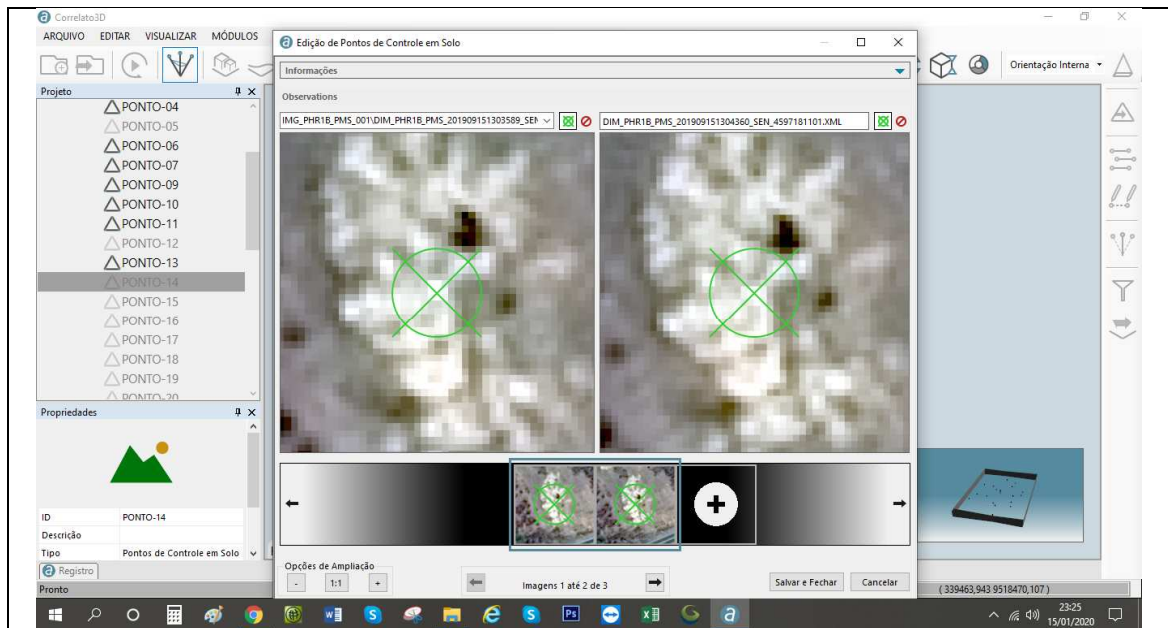 Correlato3D
ARQUIVO EDITAR VISUALIZAR MÓDULOS
Orientação Interna
Projeto
PONTO-04
PONTO-05
PONTO-06
PONTO-07
PONTO-09
PONTO-10
PONTO-11
PONTO-12
PONTO-13
PONTO-14
PONTO-15
PONTO-16
PONTO-17
PONTO-18
PONTO-19
PONTO-20
Propriedades
ID PONTO-14
Descrição
Tipo Pontos de Controle em Solo
Registro
Pronto
Edição de Pontos de Controle em Solo
Informações
Observations
IMG_PHR1B_PMS_001\DIM_PHR1B_PMS_201909151303589_SEN
DIM_PHR1B_PMS_201909151304360_SEN_4597181101.XML
Opções de Ampliação
- 1:1 +
Imagens 1 até 2 de 3
Salvar e Fechar Cancelar
( 339463,943 9518470,107 )
23:25
15/01/2020